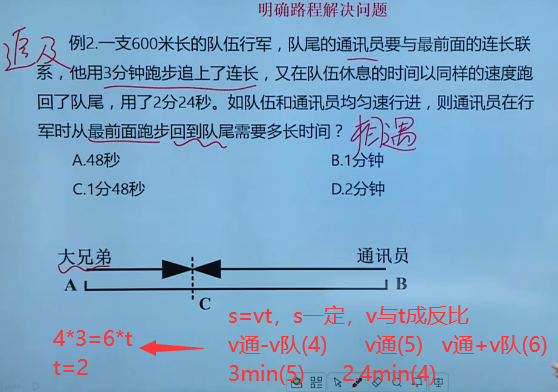 明确路程解决问题
追及
例2.一支600米长的队伍行军，队尾的通讯员要与最前面的连长联
系，他用3分钟跑步追上了连长，又在队伍休息的时间以同样的速度跑
回了队尾，用了2分24秒。如队伍和通讯员均匀速行进，则通讯员在行
军时从最前面跑步回到队尾需要多长时间？
相遇
A.48秒
B.1分钟
C.1分48秒
D.2分钟
大兄弟
通讯员
A
B
C
s=vt，s一定，v与t成反比
4*3=6*t
v通-v队(4) v通(5) v通+v队(6)
t=2
3min(5) 2.4min(4)